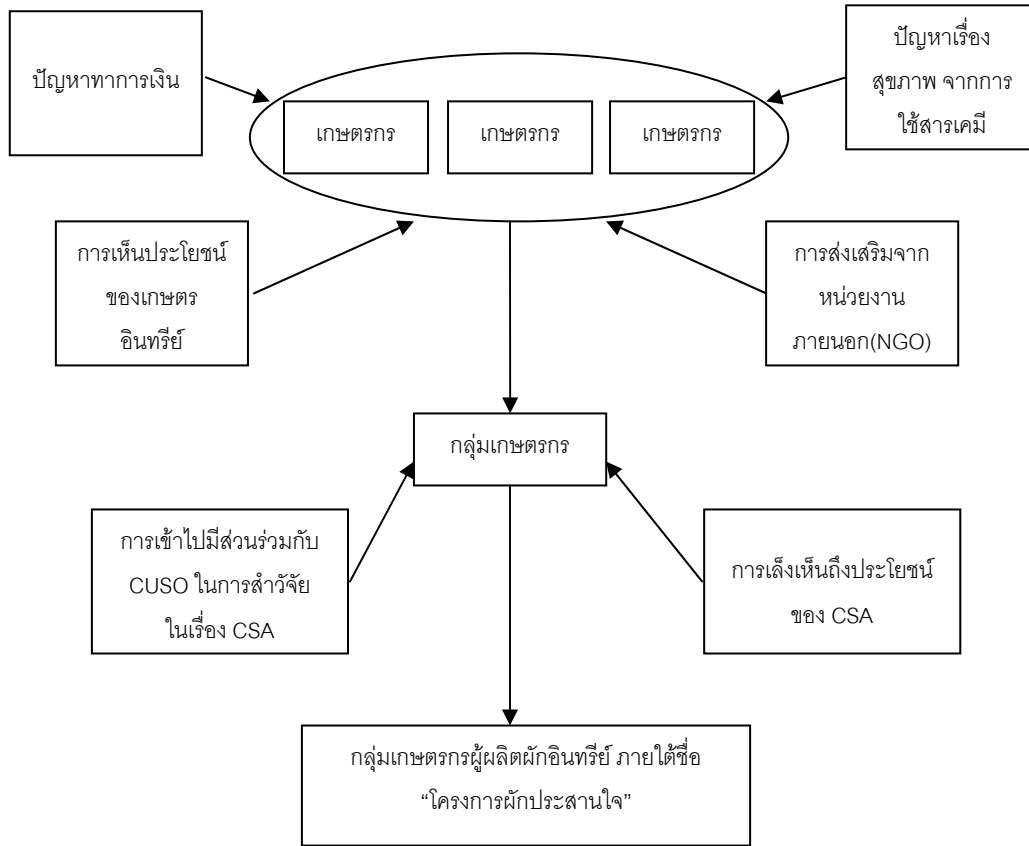 ปัญหาทาการเงิน
ปัญหาเรื่อง
สุขภาพ จากการ
ใช้สารเคมี
เกษตรกร
เกษตรกร
เกษตรกร
การเห็นประโยชน์
ของเกษตร
อินทรีย์
การส่งเสริมจาก
หน่วยงาน
ภายนอก(NGO)
กลุ่มเกษตรกร
การเข้าไปมีส่วนร่วมกับ
CUSO ในการสำวัจัย
ในเรื่อง CSA
การเล็งเห็นถึงประโยชน์
ของ CSA
กลุ่มเกษตรกรผู้ผลิตผักอินทรีย์ ภายใต้ชื่อ
“โครงการผักประสานใจ”